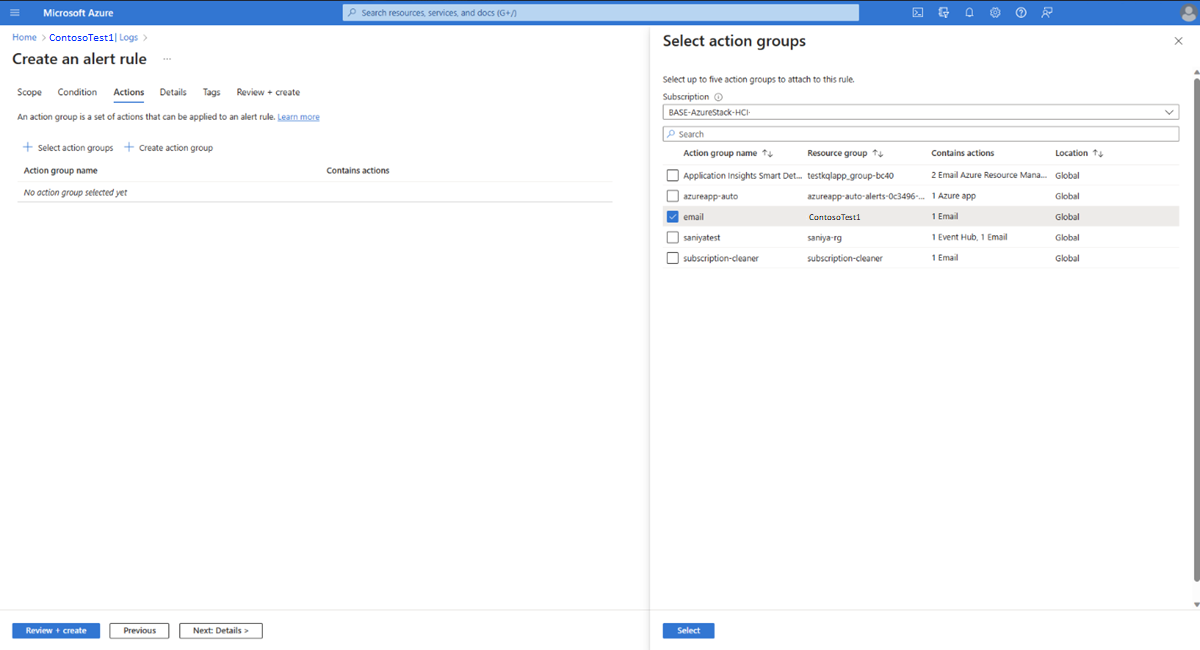 Microsoft Azure
Search resources, services, and docs (G+/)
Home > ContosoTest1| Logs >
Create an alert rule ...
Scope Condition Actions Details Tags Review + create
An action group is a set of actions that can be applied to an alert rule. Learn more
+ Select action groups + Create action group
Action group name Contains actions
No action group selected yet
Review + create Previous Next: Details >
Select action groups
Select up to five action groups to attach to this rule.
Subscription
BASE-AzureStack-HCI-
Search
Action group name ↑↓ Resource group ↑↓ Contains actions Location ↑↓
Application Insights Smart Det... testkqlapp_group-bc40 2 Email Azure Resource Mana... Global
azureapp-auto azureapp-auto-alerts-0c3496-... 1 Azure app Global
email ContosoTest1 1 Email Global
saniyatest saniya-rg 1 Event Hub, 1 Email Global
subscription-cleaner subscription-cleaner 1 Email Global
Select